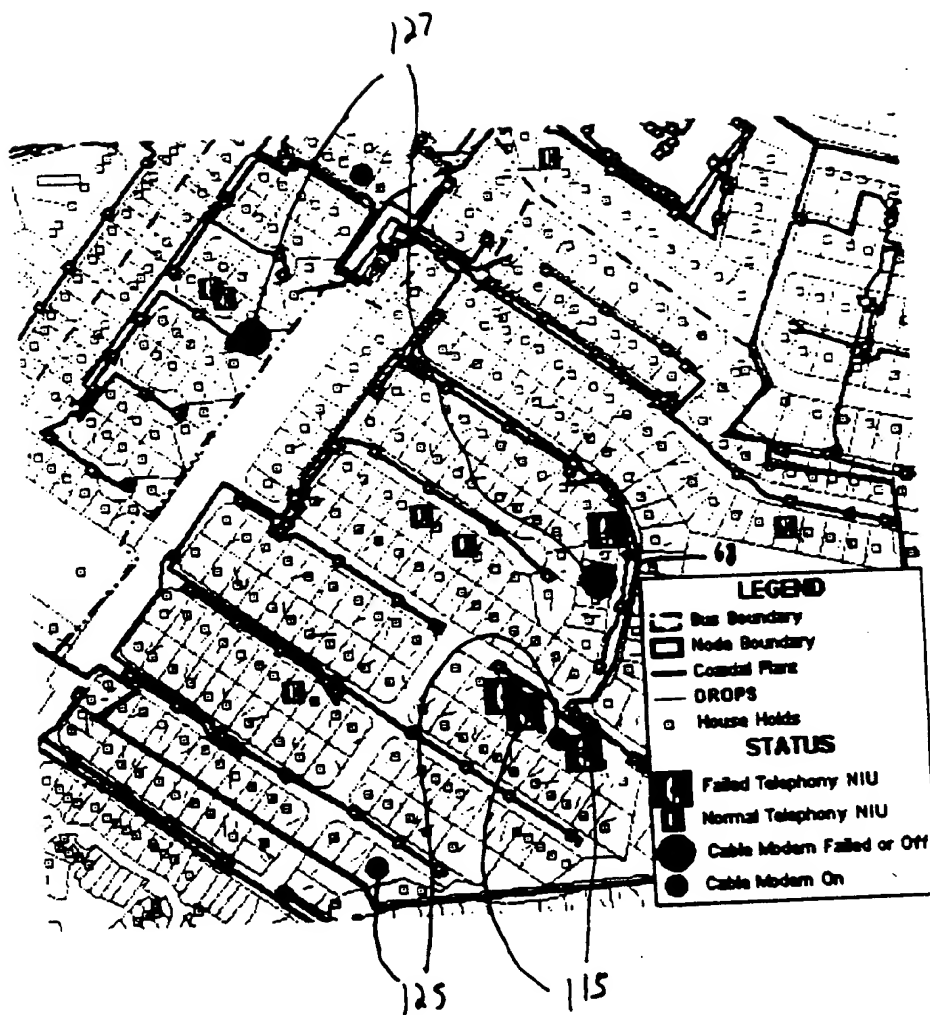 127
68
LEGEND
Bus Boundary
Node Boundary
Coaxial Plant
DROPS
House Holds
STATUS
Failed Telephony NIU
Normal Telephony NIU
Cable Modem Failed or Off
Cable Modem On
125
115